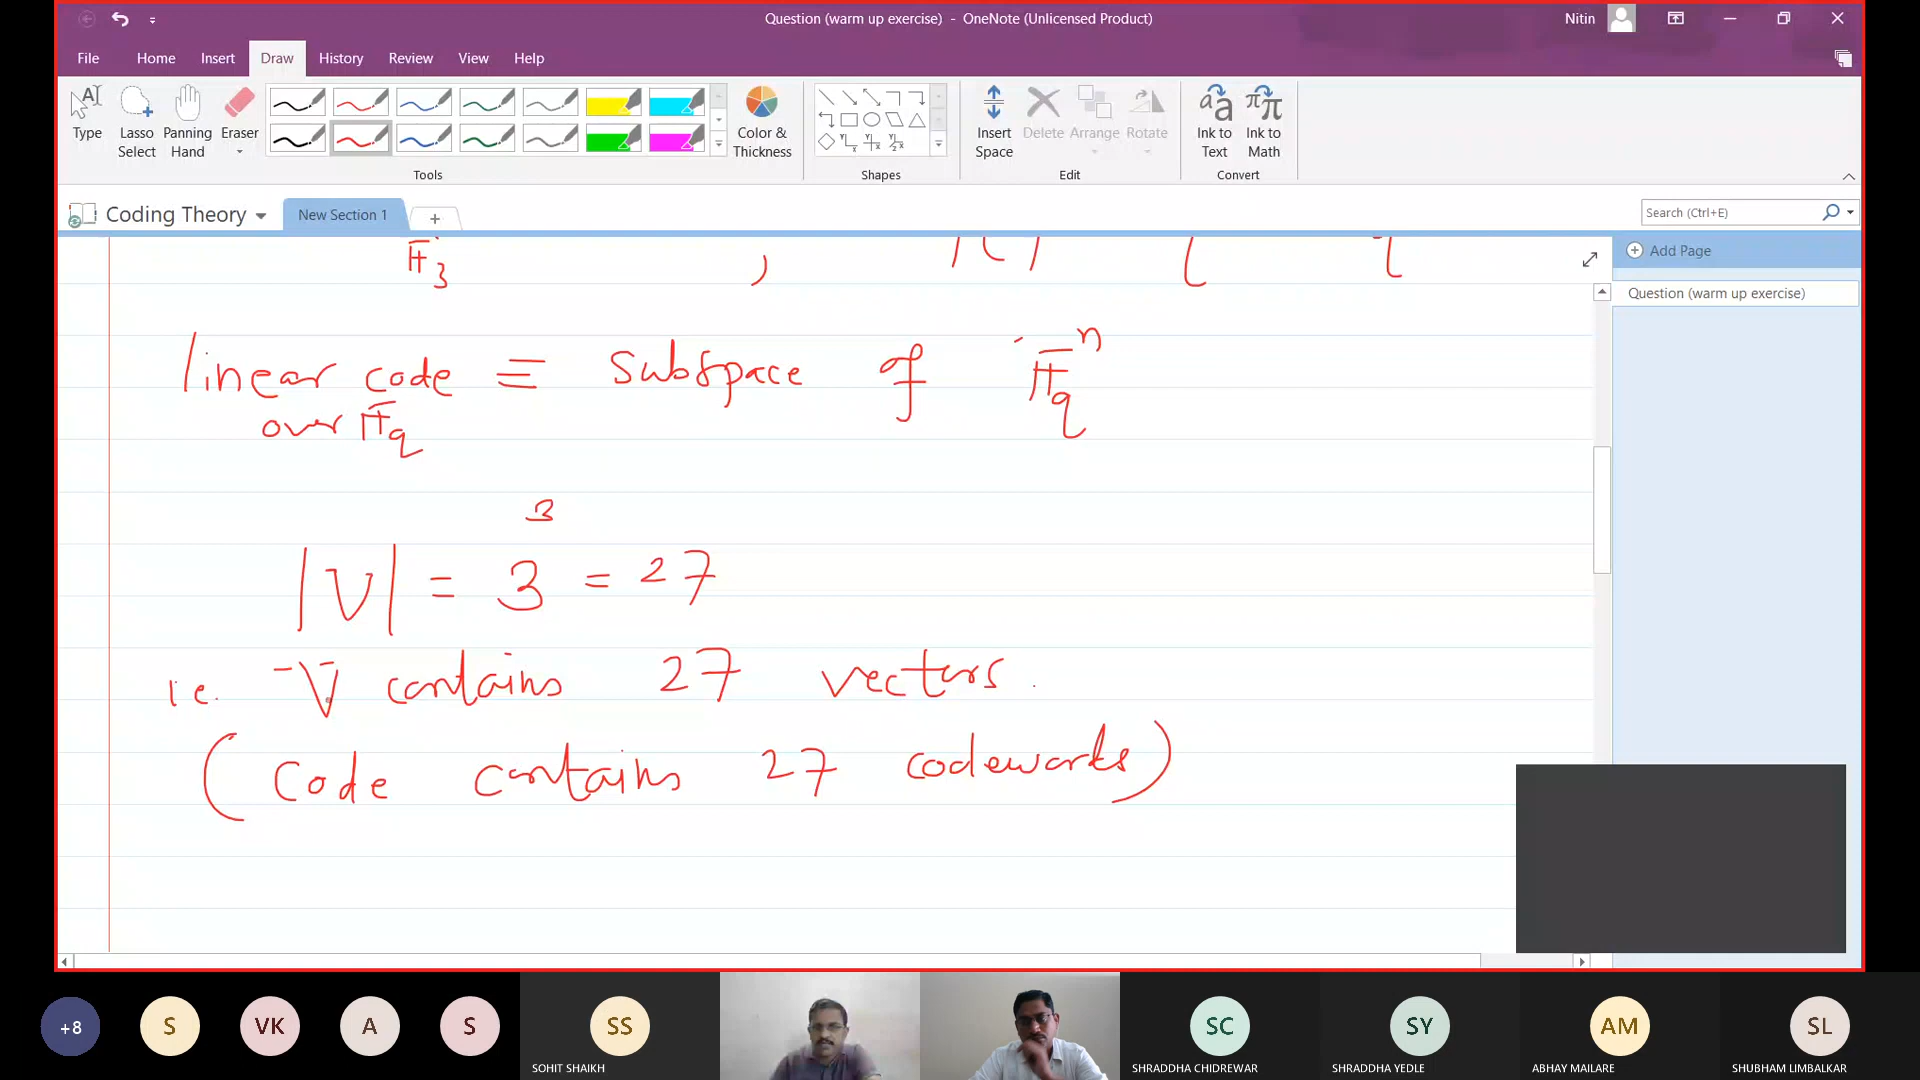 Question (warm up exercise) - OneNote (Unlicensed Product)
Nitin
File Home Insert Draw History Review View Help
Type
Lasso Select
Panning Hand
Eraser
Color & Thickness
Insert Space
Delete
Arrange
Rotate
Ink to Text
Ink to Math
Tools
Shapes
Edit
Convert
Coding Theory
New Section 1
+
Search (Ctrl+E)
Add Page
Question (warm up exercise)
𝔽₃ ,
linear code ≡ Subspace of 𝔽_q^n
over 𝔽_q
|V| = 3^3 = 27
i.e. V contains 27 vectors.
(Code contains 27 codewords)
+8 S VK A S SS SC SY AM SL
SOHIT SHAIKH
SHRADDHA CHIDREWAR
SHRADDHA YEDLE
ABHAY MAILARE
SHUBHAM LIMBALKAR